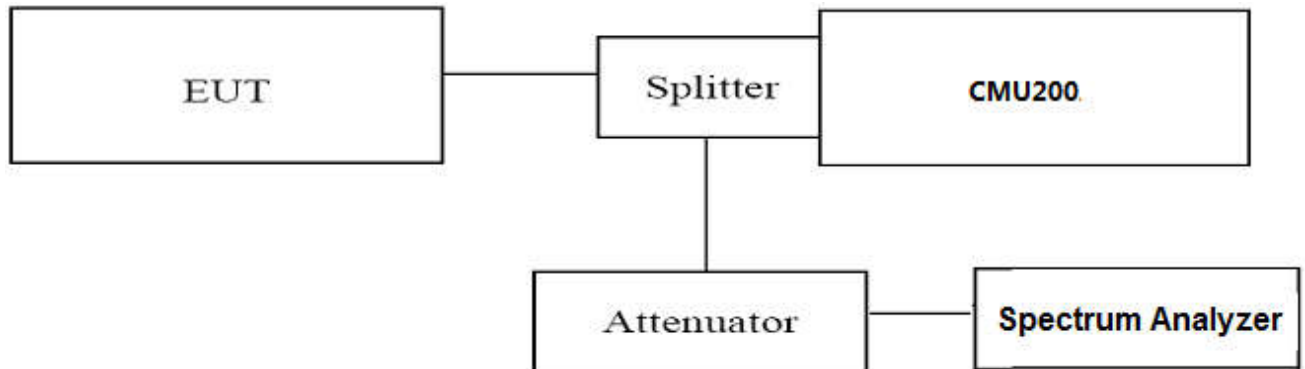 EUT
Splitter
CMU200.
Attenuator
Spectrum Analyzer